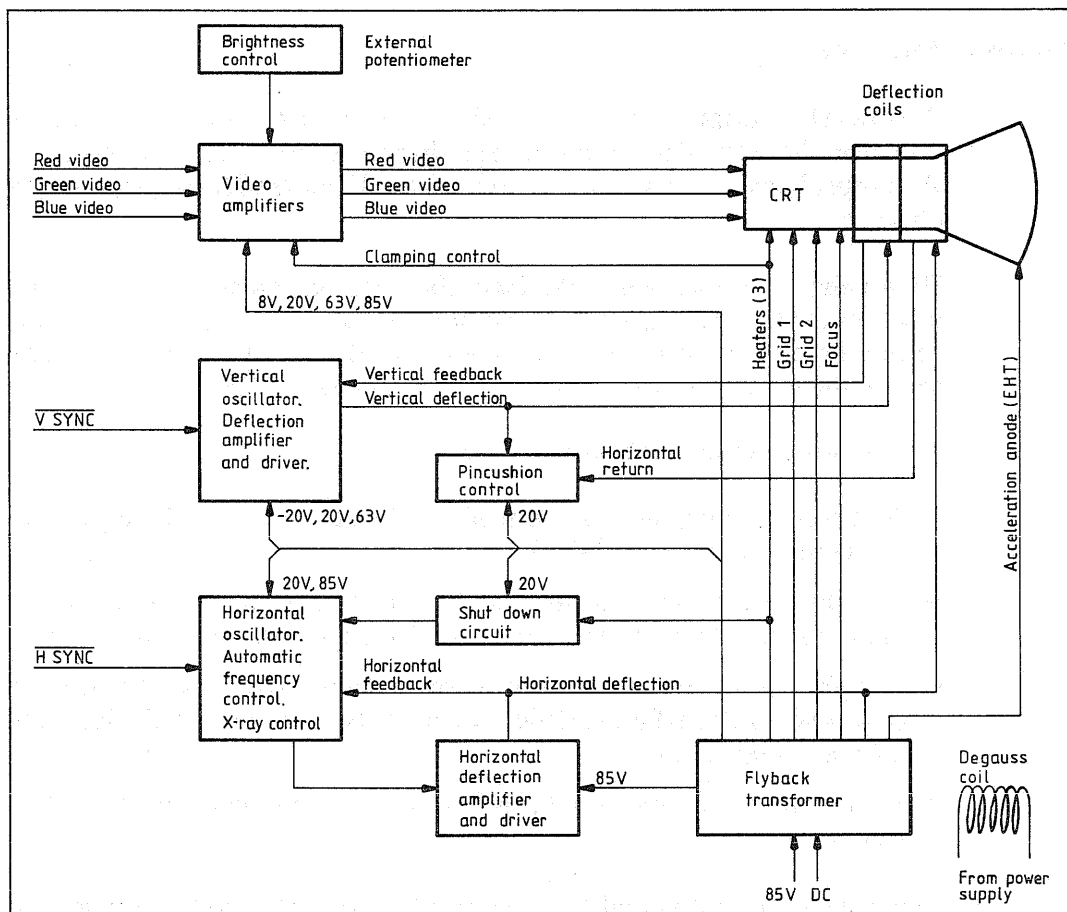 Brightness
control
External
potentiometer
Deflection
coils
Red video
Green video
Blue video
Video
amplifiers
Red video
Green video
Blue video
CRT
Clamping control
8V, 20V, 63V, 85V
Heaters (3)
Grid 1
Grid 2
Focus
Acceleration anode (EHT)
Vertical
oscillator.
Deflection
amplifier
and driver.
Vertical feedback
Vertical deflection
V SYNC
Pincushion
control
Horizontal
return
-20V, 20V, 63V
20V
20V, 85V
20V
Horizontal
oscillator.
Automatic
frequency
control.
X-ray control
Shut down
circuit
H SYNC
Horizontal
feedback
Horizontal deflection
Horizontal
deflection
amplifier
and driver
85V
Flyback
transformer
Degauss
coil
85V
DC
From power
supply